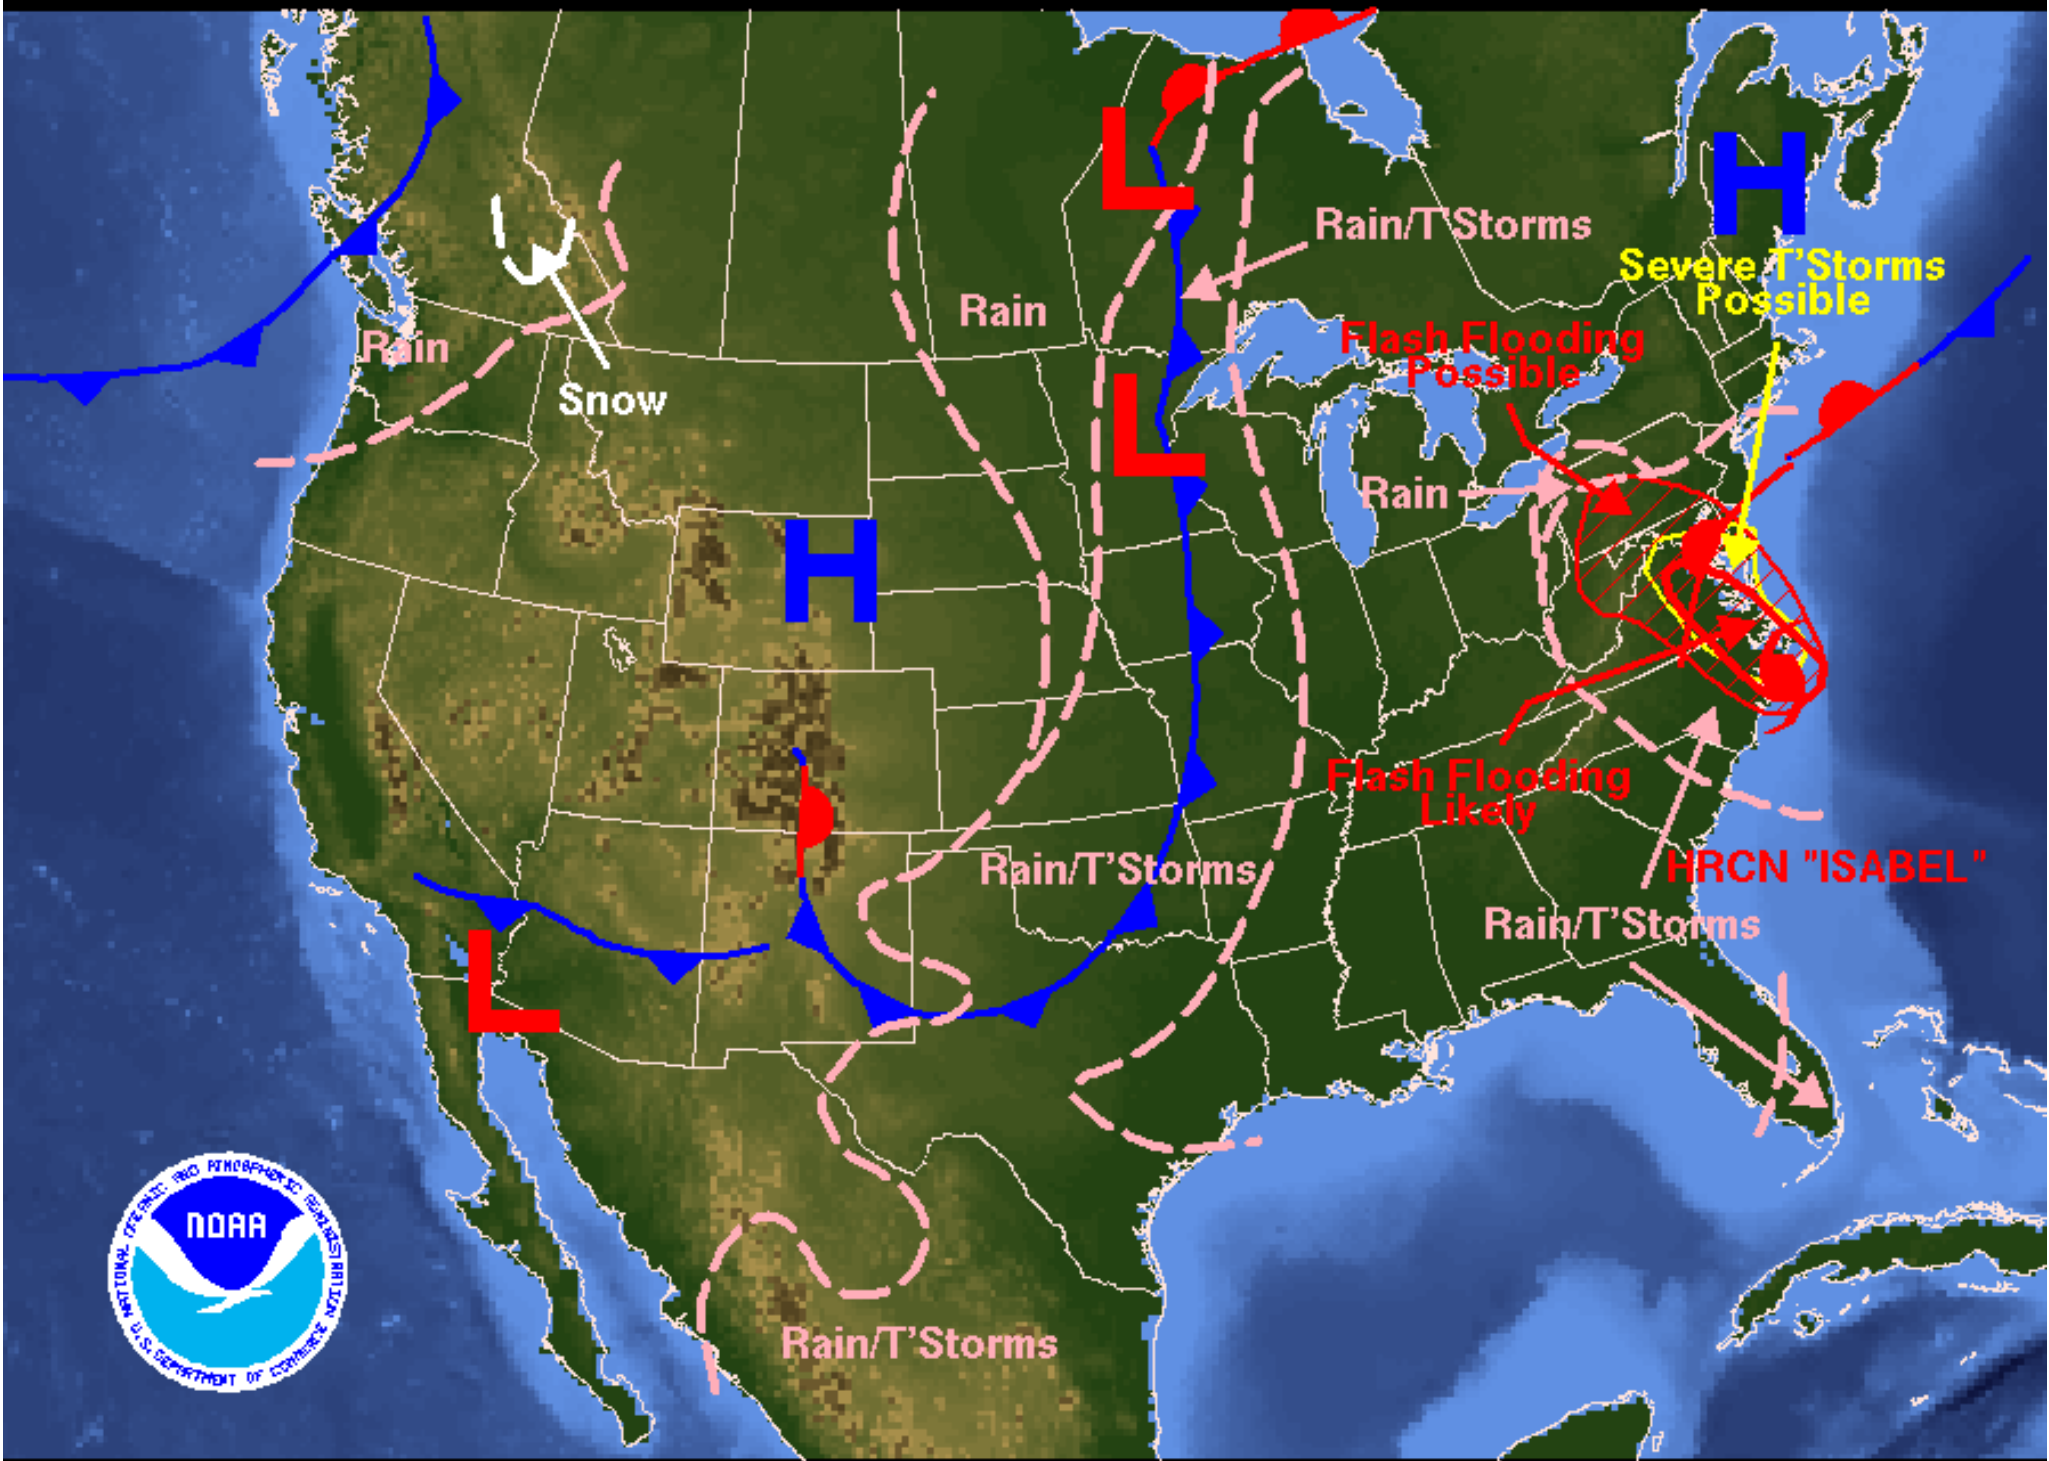 H
L
Rain/T'Storms
Severe T'Storms
Possible
Rain
Flash Flooding
Possible
Rain
Snow
L
Rain
H
Flash Flooding
Likely
Rain/T'Storms
HRCN "ISABEL"
Rain/T'Storms
L
NATIONAL OCEANIC AND ATMOSPHERIC ADMINISTRATION
NOAA
U.S. DEPARTMENT OF COMMERCE
Rain/T'Storms